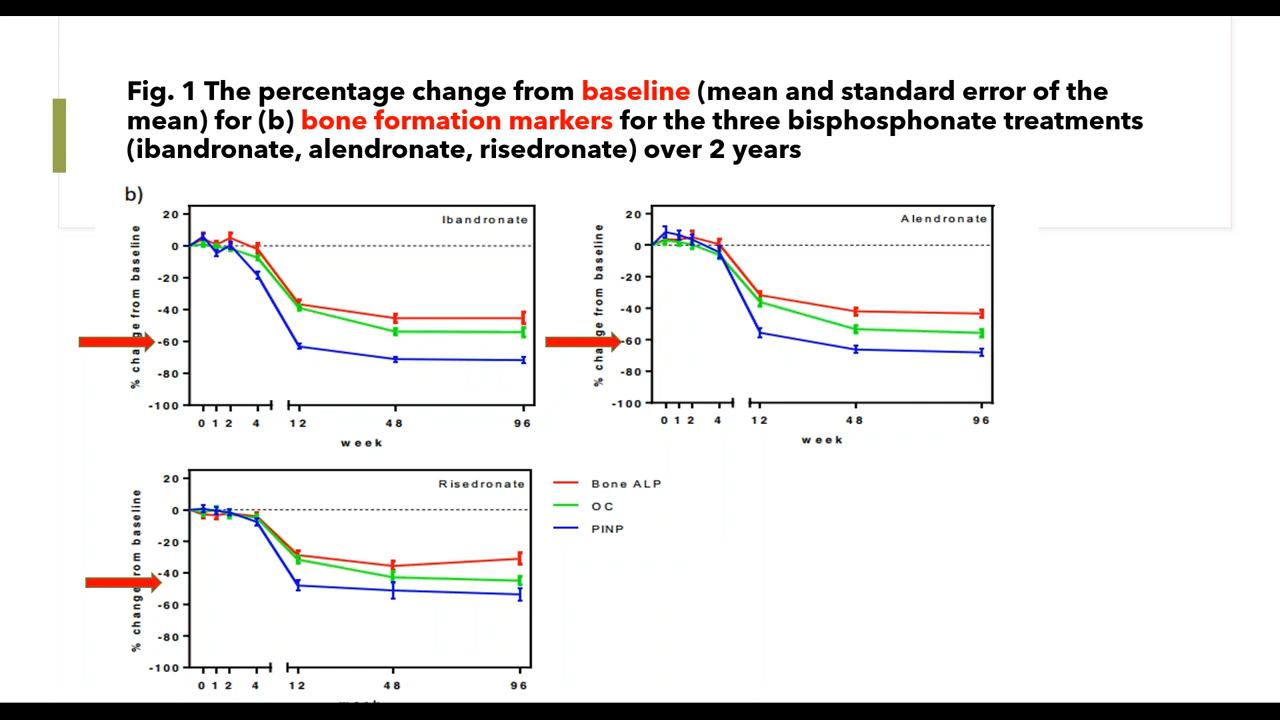 Fig. 1 The percentage change from baseline (mean and standard error of the
mean) for (b) bone formation markers for the three bisphosphonate treatments
(ibandronate, alendronate, risedronate) over 2 years
b)
Ibandronate
% change from baseline
20
0
-20
-40
-60
-80
-100
0 1 2 4 12 48 96
week
Alendronate
% change from baseline
20
0
-20
-40
-60
-80
-100
0 1 2 4 12 48 96
week
Risedronate
% change from baseline
20
0
-20
-40
-60
-80
-100
0 1 2 4 12 48 96
Bone ALP
OC
PINP